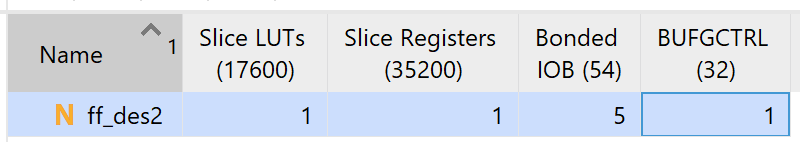 Name 1 Slice LUTs (17600) Slice Registers (35200) Bonded IOB (54) BUFGCTRL (32)
N ff_des2 1 1 5 1